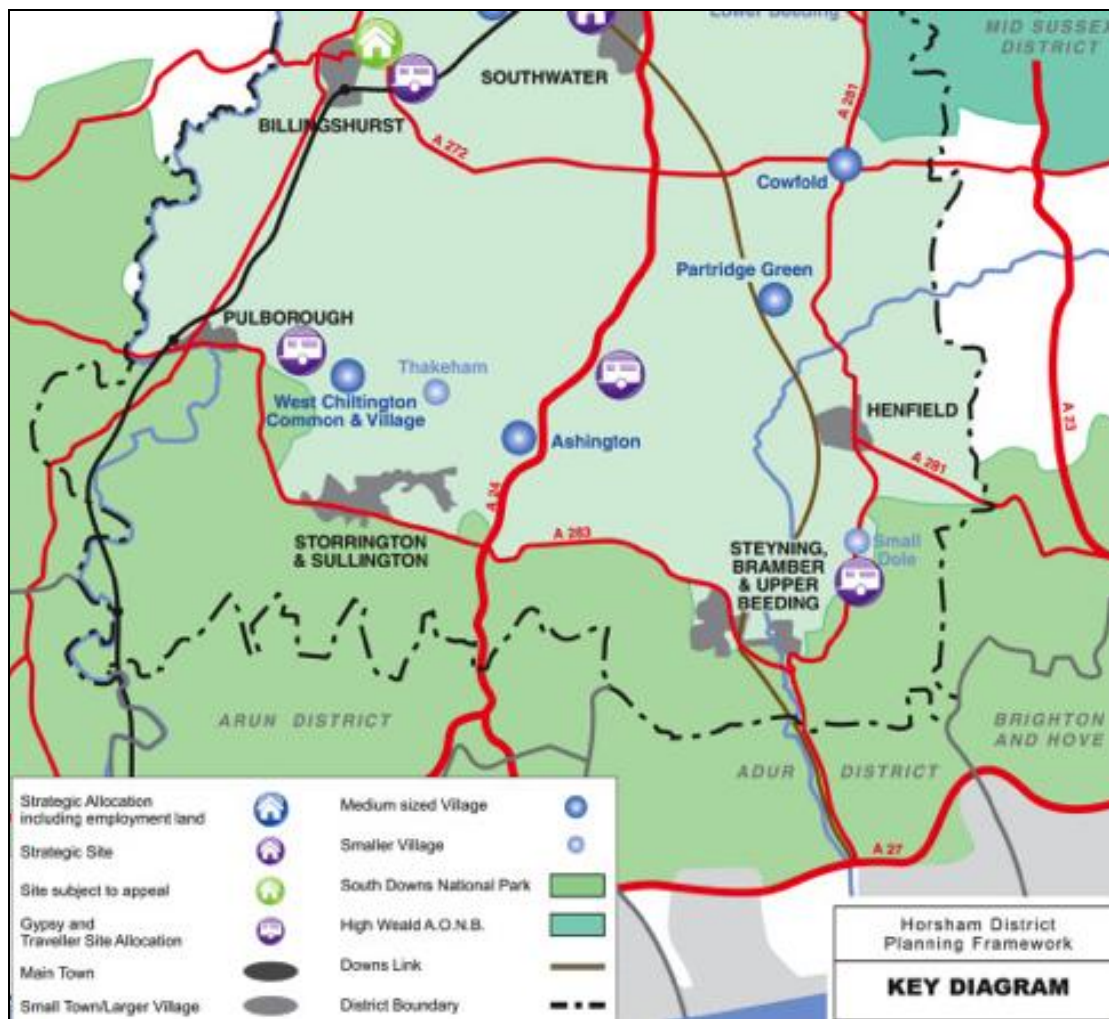 Lower Beeding
MID SUSSEX
DISTRICT
SOUTHWATER
BILLINGSHURST
A 281
A 272
Cowfold
Partridge Green
PULBOROUGH
Thakeham
West Chiltington
Common & Village
HENFIELD
A 23
Ashington
A 281
A 24
STORRINGTON
& SULLINGTON
A 283
STEYNING,
BRAMBER
& UPPER
BEEDING
Small
Dole
ARUN DISTRICT
BRIGHTON
AND HOVE
ADUR DISTRICT
A 27
Strategic Allocation
including employment land
Strategic Site
Site subject to appeal
Gypsy and
Traveller Site Allocation
Main Town
Small Town/Larger Village
Medium sized Village
Smaller Village
South Downs National Park
High Weald A.O.N.B.
Downs Link
District Boundary
Horsham District
Planning Framework
KEY DIAGRAM